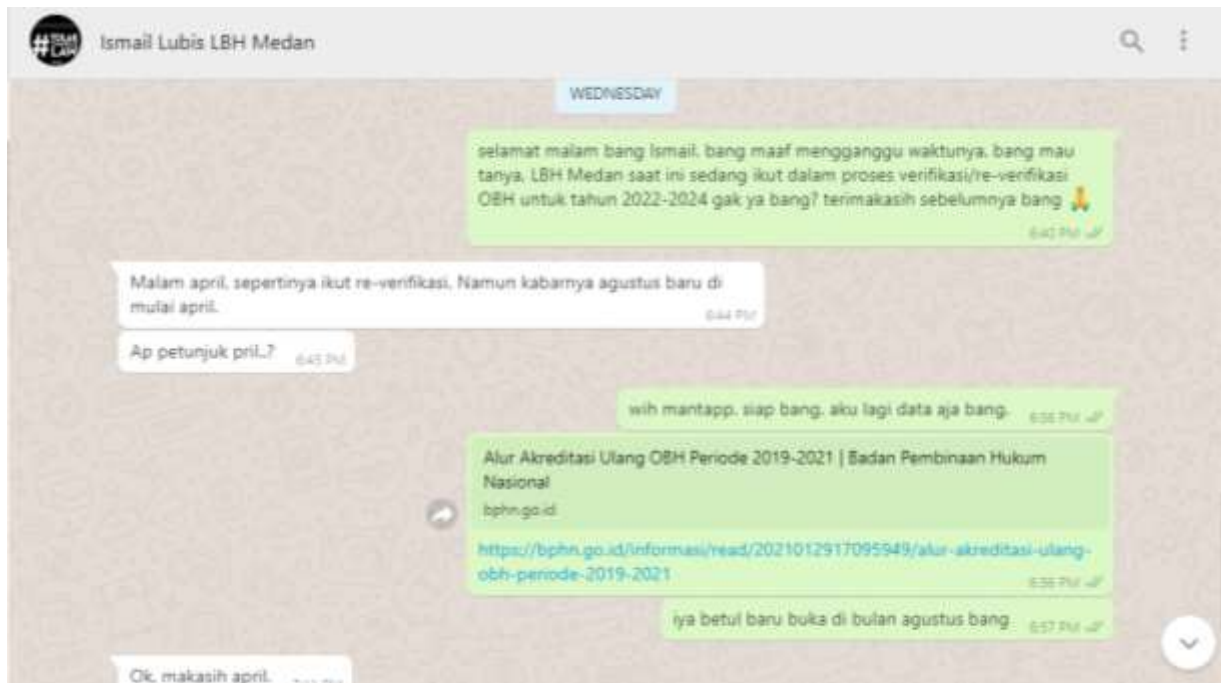 Ismail Lubis LBH Medan
WEDNESDAY
selamat malam bang Ismail. bang maaf mengganggu waktunya. bang mau
tanya, LBH Medan saat ini sedang ikut dalam proses verifikasi/re-verifikasi
OBH untuk tahun 2022-2024 gak ya bang? terimakasih sebelumnya bang 🙏
6:40 PM
Malam april, sepertinya ikut re-verifikasi, Namun kabarnya agustus baru di
mulai april.
6:44 PM
Ap petunjuk pril..?
6:45 PM
wih mantapp. siap bang. aku lagi data aja bang.
6:56 PM
Alur Akreditasi Ulang OBH Periode 2019-2021 | Badan Pembinaan Hukum
Nasional
bphn.go.id
https://bphn.go.id/informasi/read/2021012917095949/alur-akreditasi-ulang-
obh-periode-2019-2021
6:56 PM
iya betul baru buka di bulan agustus bang
6:57 PM
Ok, makasih april.